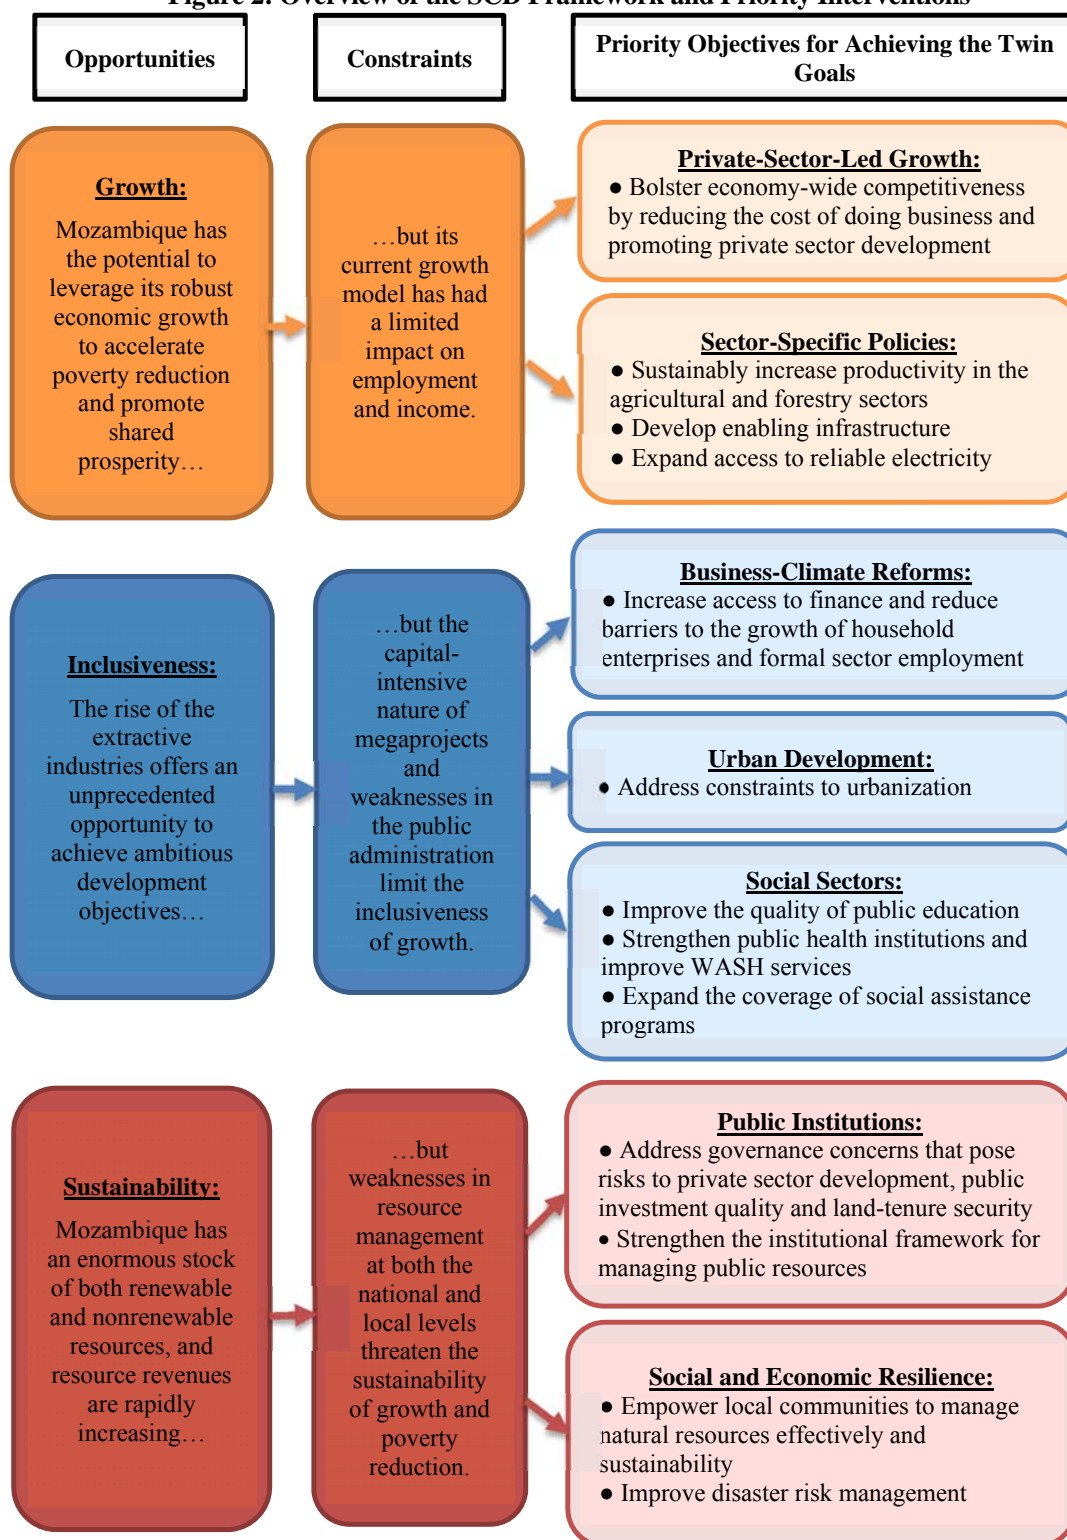 Figure 2: Overview of the SCD Framework and Priority Interventions
Opportunities
Constraints
Priority Objectives for Achieving the Twin
Goals
Growth:
Mozambique has
the potential to
leverage its robust
economic growth
to accelerate
poverty reduction
and promote
shared
prosperity…
…but its
current growth
model has had
a limited
impact on
employment
and income.
Private-Sector-Led Growth:
● Bolster economy-wide competitiveness
by reducing the cost of doing business and
promoting private sector development
Sector-Specific Policies:
● Sustainably increase productivity in the
agricultural and forestry sectors
● Develop enabling infrastructure
● Expand access to reliable electricity
Inclusiveness:
The rise of the
extractive
industries offers an
unprecedented
opportunity to
achieve ambitious
development
objectives…
…but the
capital-
intensive
nature of
megaprojects
and
weaknesses in
the public
administration
limit the
inclusiveness
of growth.
Business-Climate Reforms:
● Increase access to finance and reduce
barriers to the growth of household
enterprises and formal sector employment
Urban Development:
● Address constraints to urbanization
Social Sectors:
● Improve the quality of public education
● Strengthen public health institutions and
improve WASH services
● Expand the coverage of social assistance
programs
Sustainability:
Mozambique has
an enormous stock
of both renewable
and nonrenewable
resources, and
resource revenues
are rapidly
increasing…
…but
weaknesses in
resource
management
at both the
national and
local levels
threaten the
sustainability
of growth and
poverty
reduction.
Public Institutions:
● Address governance concerns that pose
risks to private sector development, public
investment quality and land-tenure security
● Strengthen the institutional framework for
managing public resources
Social and Economic Resilience:
● Empower local communities to manage
natural resources effectively and
sustainability
● Improve disaster risk management